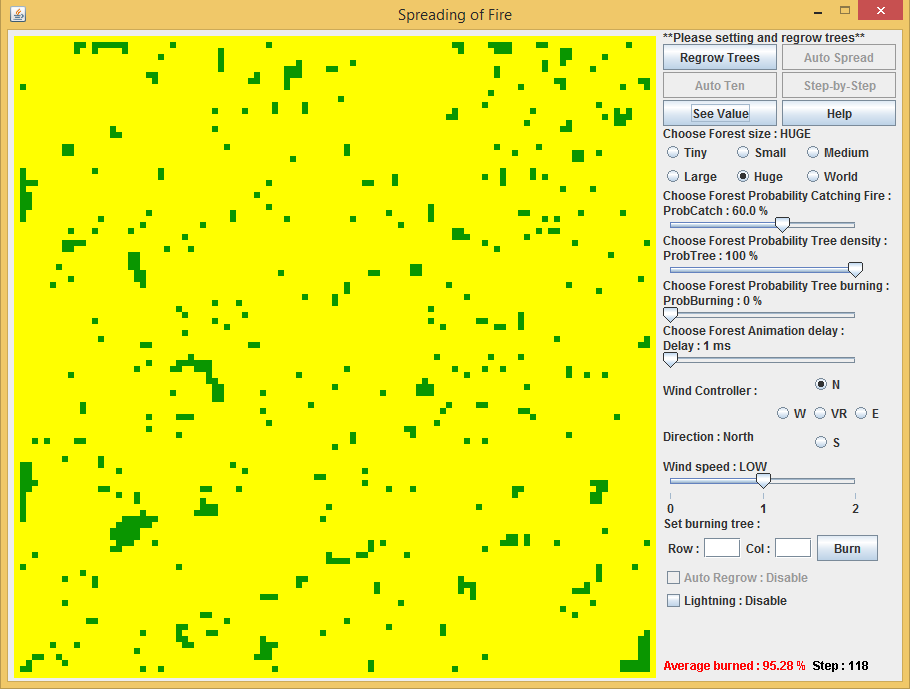 Spreading of Fire
**Please setting and regrow trees**
Regrow Trees Auto Spread
Auto Ten Step-by-Step
See Value Help
Choose Forest size : HUGE
Tiny Small Medium
Large Huge World
Choose Forest Probability Catching Fire :
ProbCatch : 60.0 %
Choose Forest Probability Tree density :
ProbTree : 100 %
Choose Forest Probability Tree burning :
ProbBurning : 0 %
Choose Forest Animation delay :
Delay : 1 ms
N
Wind Controller :
W VR E
Direction : North
S
Wind speed : LOW
0 1 2
Set burning tree :
Row : Col : Burn
Auto Regrow : Disable
Lightning : Disable
Average burned : 95.28 % Step : 118